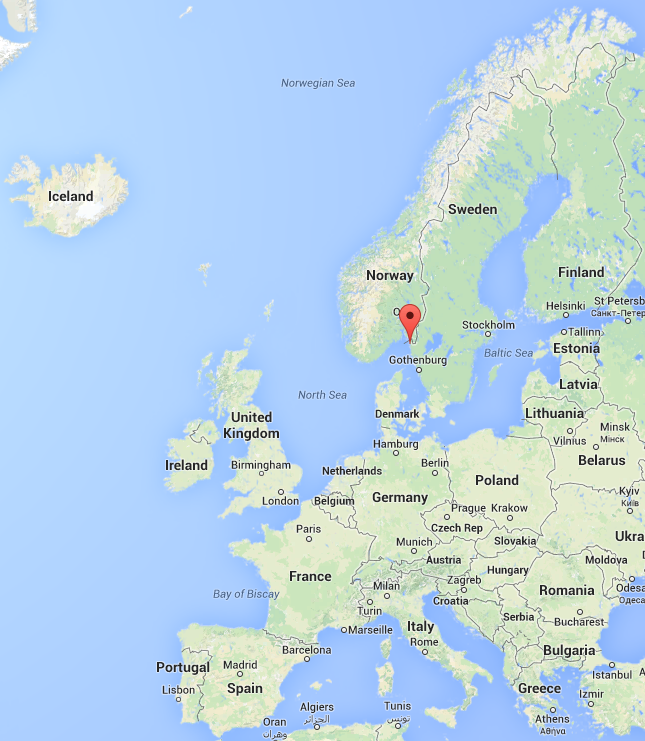 Norwegian Sea
Iceland
Sweden
Norway
Finland
Helsinki
St Petersb
Санкт-Петер
Stockholm
Tallinn
Baltic Sea
Estonia
Gothenburg
Latvia
North Sea
Denmark
Lithuania
United
Kingdom
Minsk
Мінск
Vilnius
Hamburg
Belarus
Ireland
Birmingham
Netherlands
Berlin
Poland
Kyiv
Київ
London
Belgium
Germany
Prague
Krakow
Paris
Czech Rep
Ukra
Munich
Slovakia
Austria
Moldova
Hungary
France
Milan
Zagreb
Romania
Odesa
Одеса
Bay of Biscay
Croatia
Turin
Serbia
Bucharest
Marseille
Italy
Rome
Barcelona
Bulgaria
Portugal
Madrid
Istanbul
Lisbon
Spain
Greece
Izmir
Algiers
الجزائر
Tunis
تونس
Athens
Αθήνα
Oran
وهران